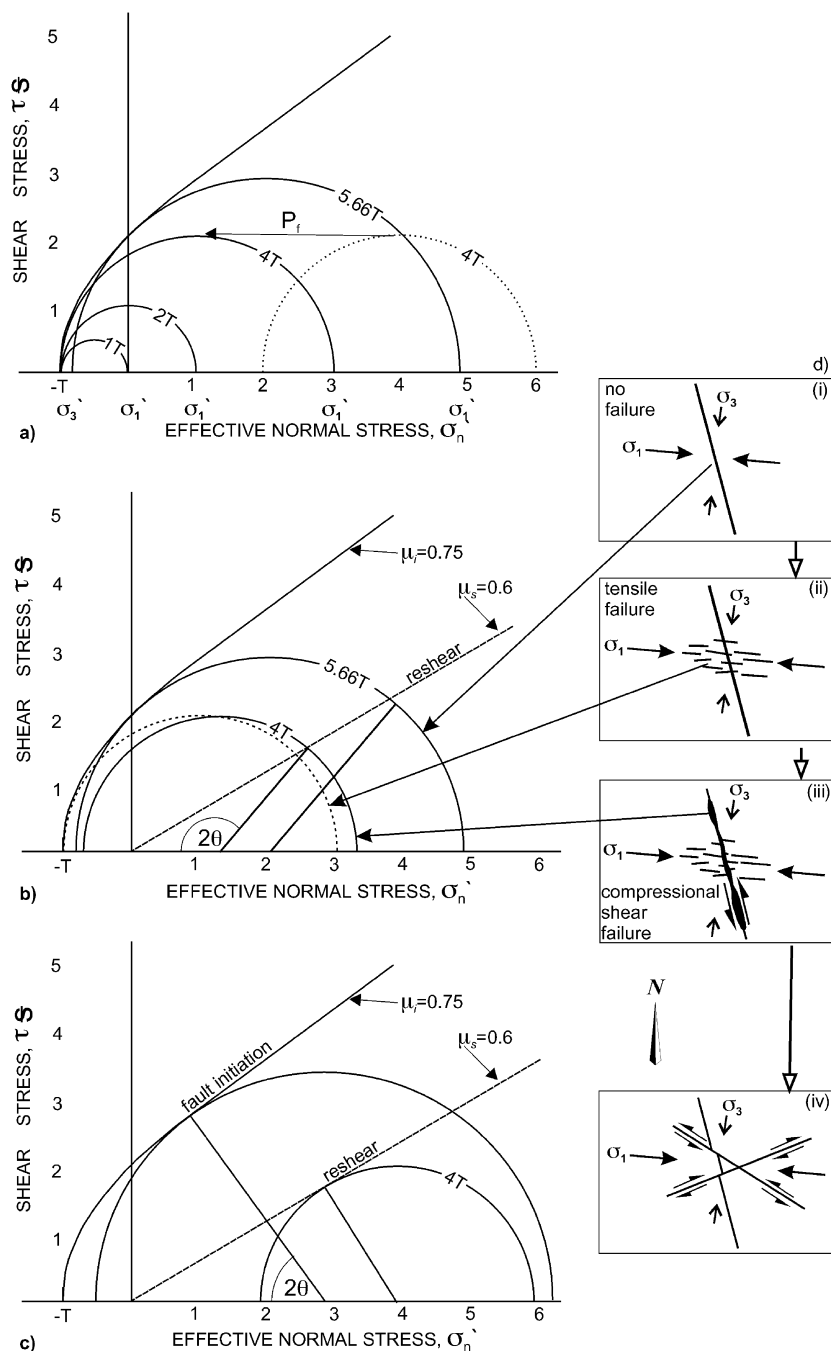 5
4
3
2
1
SHEAR STRESS, τ S
5.66T
P f
4T
4T
2T
1T
-T 1 2 3 4 5 6
σ3` σ1` σ1` σ1` σ1`
a) EFFECTIVE NORMAL STRESS, σn`
5
4
3
2
1
SHEAR STRESS, τ S
μi=0.75
μs=0.6
reshear
5.66T
4T
2θ
-T 1 2 3 4 5 6
b) EFFECTIVE NORMAL STRESS, σn`
5
4
3
2
1
SHEAR STRESS, τ S
μi=0.75
μs=0.6
fault initiation
reshear
4T
2θ
-T 1 2 3 4 5 6
c) EFFECTIVE NORMAL STRESS, σn`
d)
(i)
no
failure
σ3
σ1
(ii)
tensile
failure
σ3
σ1
(iii)
σ3
σ1
compressional
shear
failure
N
(iv)
σ3
σ1